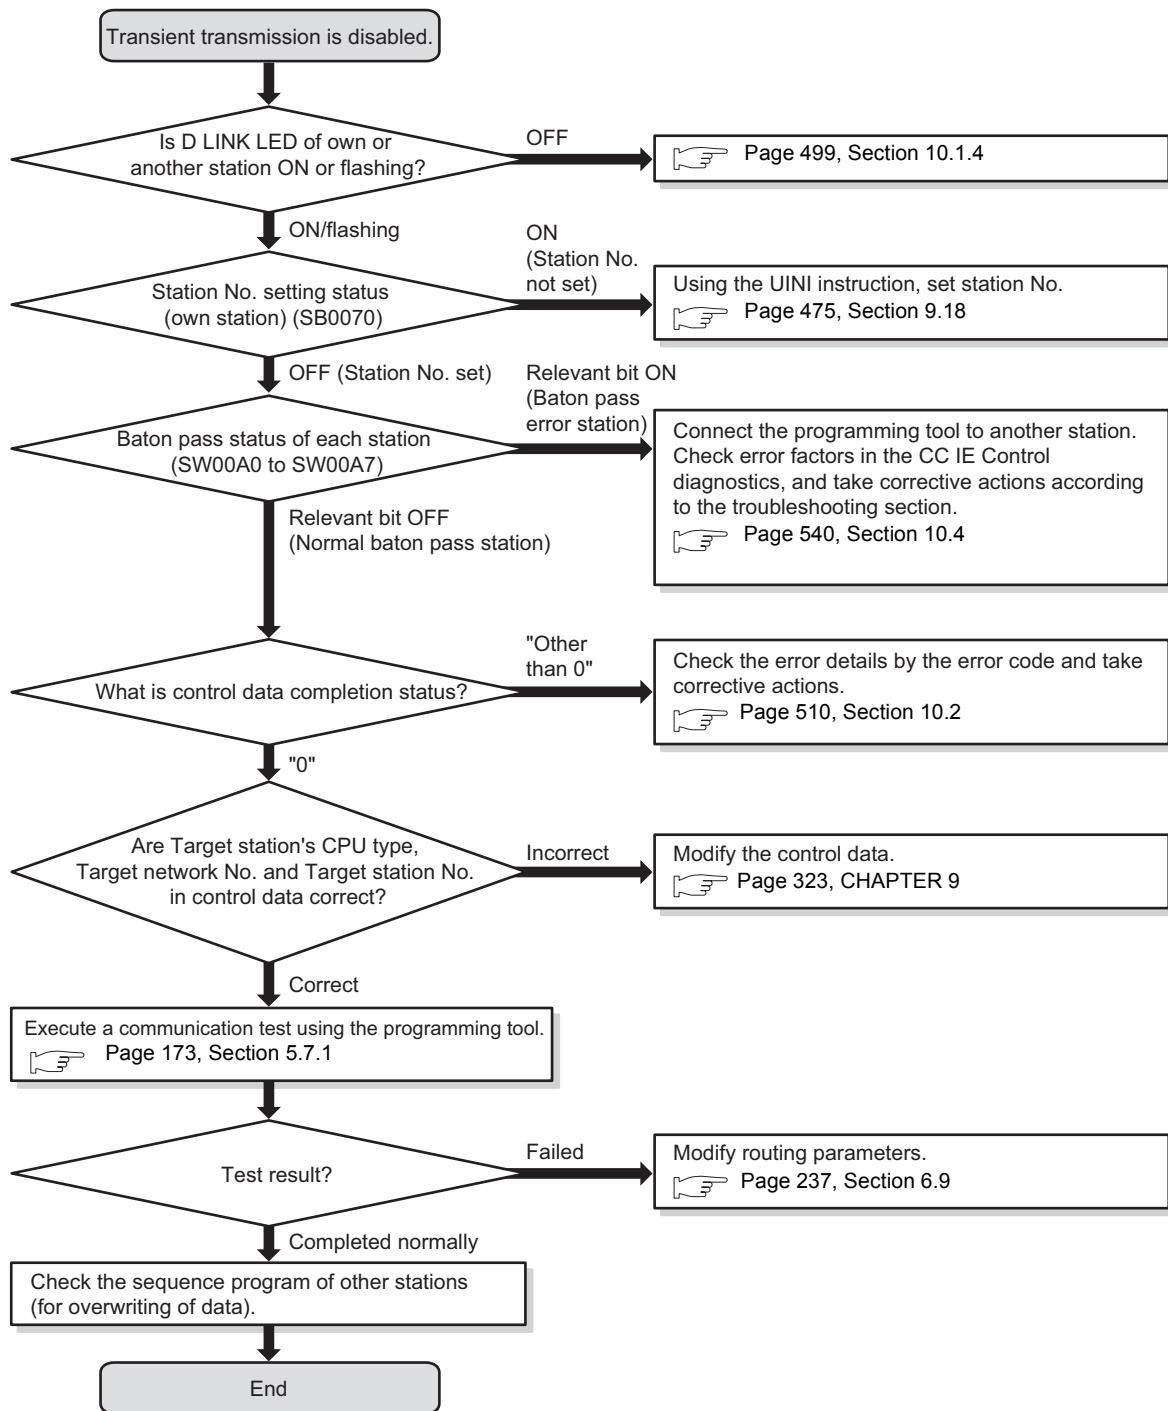 Transient transmission is disabled.
Is D LINK LED of own or
another station ON or flashing?
OFF
Page 499, Section 10.1.4
ON/flashing
ON
(Station No.
not set)
Station No. setting status
(own station) (SB0070)
Using the UINI instruction, set station No.
Page 475, Section 9.18
OFF (Station No. set)
Relevant bit ON
(Baton pass
error station)
Baton pass status of each station
(SW00A0 to SW00A7)
Connect the programming tool to another station.
Check error factors in the CC IE Control
diagnostics, and take corrective actions according
to the troubleshooting section.
Page 540, Section 10.4
Relevant bit OFF
(Normal baton pass station)
"Other
than 0"
What is control data completion status?
Check the error details by the error code and take
corrective actions.
Page 510, Section 10.2
"0"
Are Target station's CPU type,
Target network No. and Target station No.
in control data correct?
Incorrect
Modify the control data.
Page 323, CHAPTER 9
Correct
Execute a communication test using the programming tool.
Page 173, Section 5.7.1
Test result?
Failed
Modify routing parameters.
Page 237, Section 6.9
Completed normally
Check the sequence program of other stations
(for overwriting of data).
End